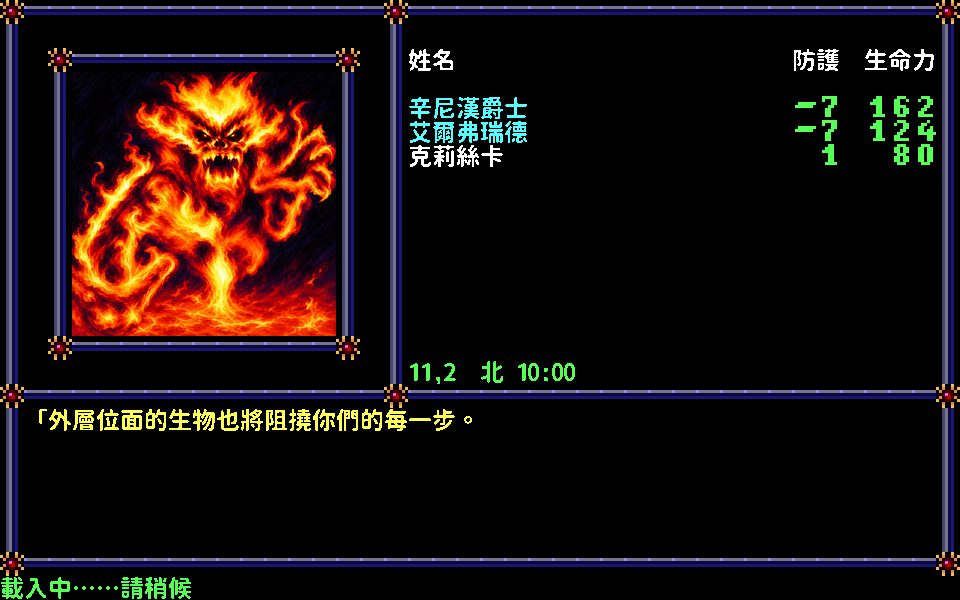 姓名 防護 生命力
辛尼漢爵士 -7 162
艾爾弗瑞德 -7 124
克莉絲卡 1 80
11,2 北 10:00
「外層位面的生物也將阻撓你們的每一步。
載入中……請稍候